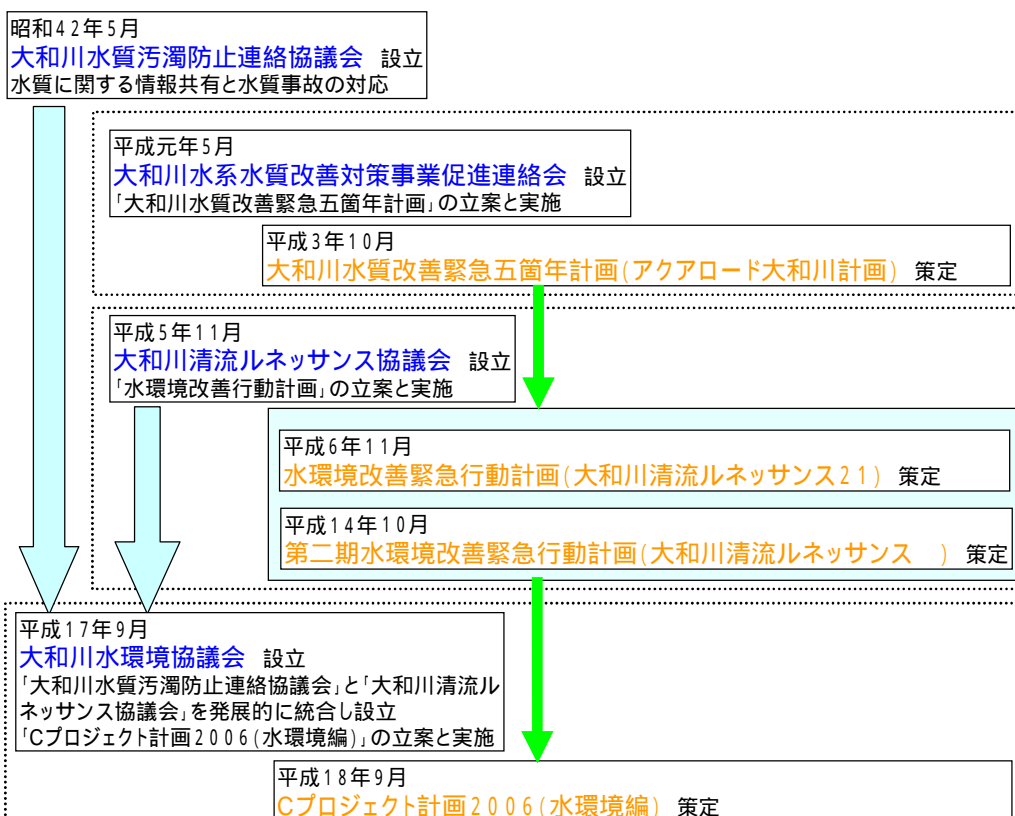 昭和42年5月
大和川水質汚濁防止連絡協議会 設立
水質に関する情報共有と水質事故の対応
平成元年5月
大和川水系水質改善対策事業促進連絡会 設立
「大和川水質改善緊急五箇年計画」の立案と実施
平成3年10月
大和川水質改善緊急五箇年計画(アクアロード大和川計画) 策定
平成5年11月
大和川清流ルネッサンス協議会 設立
「水環境改善行動計画」の立案と実施
平成6年11月
水環境改善緊急行動計画(大和川清流ルネッサンス21) 策定
平成14年10月
第二期水環境改善緊急行動計画(大和川清流ルネッサンス ) 策定
平成17年9月
大和川水環境協議会 設立
「大和川水質汚濁防止連絡協議会」と「大和川清流ル
ネッサンス協議会」を発展的に統合し設立
「Cプロジェクト計画2006(水環境編)」の立案と実施
平成18年9月
Cプロジェクト計画2006(水環境編) 策定